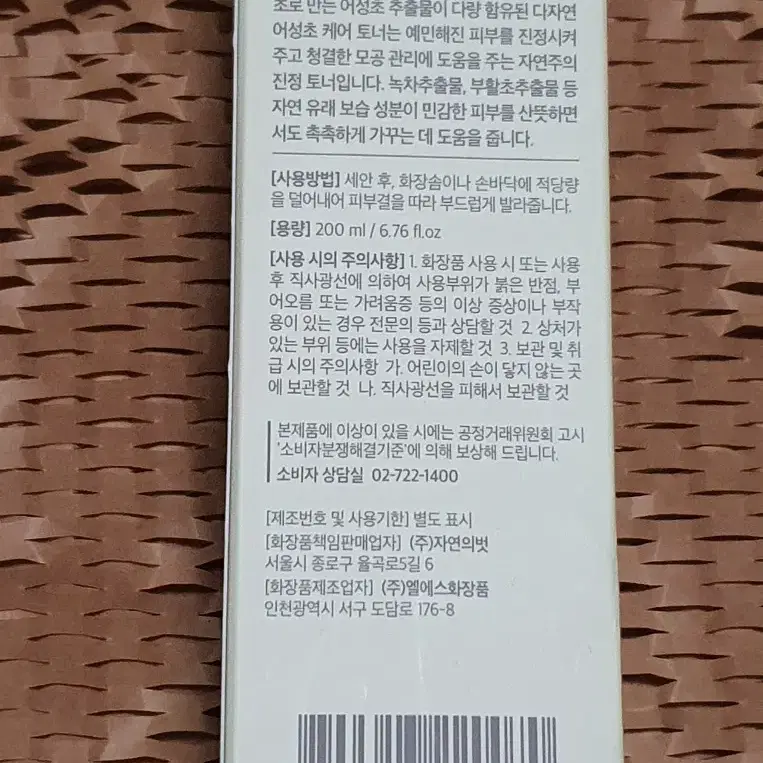 초로 만든 어성초 추출물이 다량 함유된 다자연
어성초 케어 토너는 예민해진 피부를 진정시켜
주고 청결한 모공 관리에 도움을 주는 자연주의
진정 토너입니다. 녹차추출물, 부활초추출물 등
자연 유래 보습 성분이 민감한 피부를 산뜻하면
서도 촉촉하게 가꾸는 데 도움을 줍니다.
[사용방법] 세안 후, 화장솜이나 손바닥에 적당량
을 덜어내어 피부결을 따라 부드럽게 발라줍니다.
[용량] 200 ml / 6.76 fl.oz
[사용 시의 주의사항] 1. 화장품 사용 시 또는 사용
후 직사광선에 의하여 사용부위가 붉은 반점, 부
어오름 또는 가려움증 등의 이상 증상이나 부작
용이 있는 경우 전문의 등과 상담할 것 2. 상처가
있는 부위 등에는 사용을 자제할 것 3. 보관 및 취
급 시의 주의사항 가. 어린이의 손이 닿지 않는 곳
에 보관할 것 나. 직사광선을 피해서 보관할 것
본제품에 이상이 있을 시에는 공정거래위원회 고시
'소비자분쟁해결기준'에 의해 보상해 드립니다.
소비자 상담실 02-722-1400
[제조번호 및 사용기한] 별도 표시
[화장품책임판매업자] (주)자연의벗
서울시 종로구 율곡로5길 6
[화장품제조업자] (주)엘에스화장품
인천광역시 서구 도담로 176-8